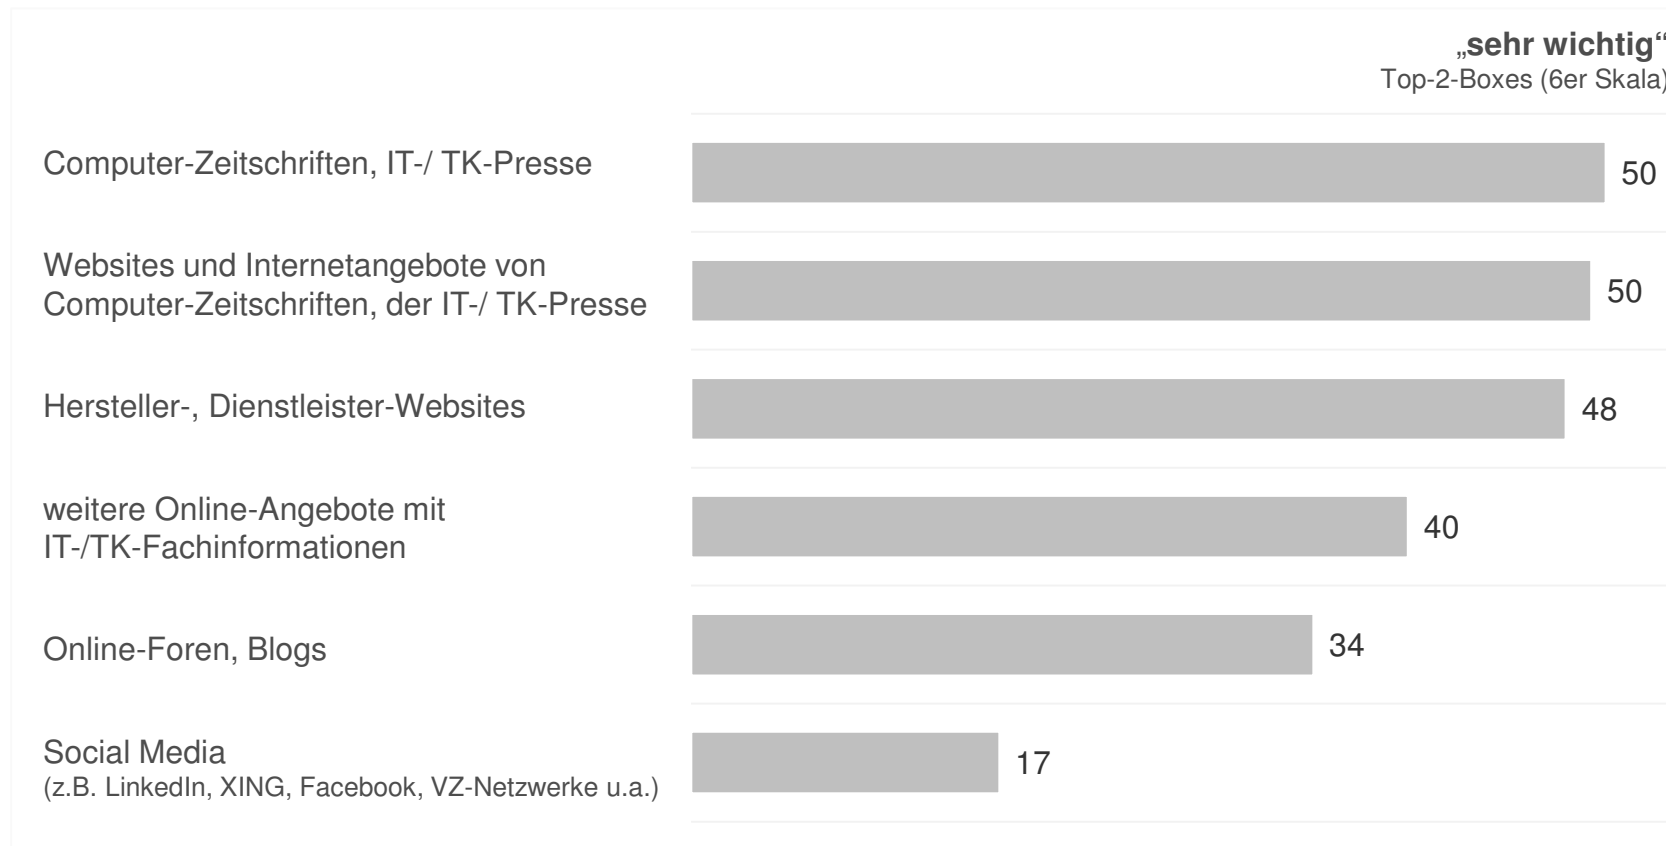 „sehr wichtig“
Top-2-Boxes (6er Skala)
Computer-Zeitschriften, IT-/ TK-Presse
50
Websites und Internetangebote von
Computer-Zeitschriften, der IT-/ TK-Presse
50
Hersteller-, Dienstleister-Websites
48
weitere Online-Angebote mit
IT-/TK-Fachinformationen
40
Online-Foren, Blogs
34
Social Media
(z.B. LinkedIn, XING, Facebook, VZ-Netzwerke u.a.)
17